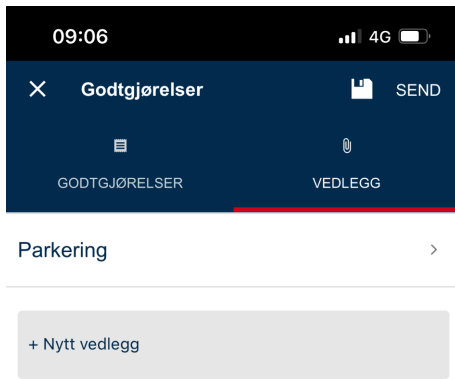 09:06 4G
Godtgjørelser SEND
GODTGJØRELSER VEDLEGG
Parkering
+ Nytt vedlegg